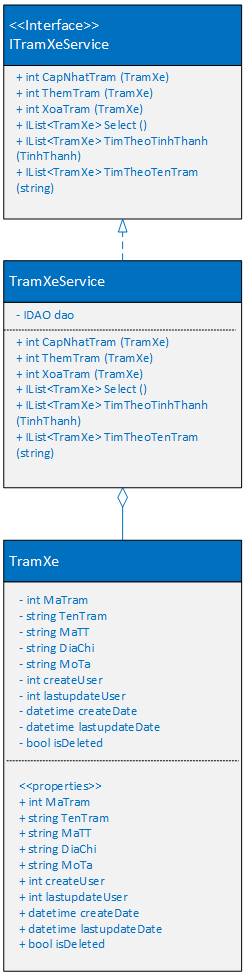 <<Interface>>
ITramXeService
+ int CapNhatTram (TramXe)
+ int ThemTram (TramXe)
+ int XoaTram (TramXe)
+ IList<TramXe> Select ()
+ IList<TramXe> TimTheoTinhThanh
(TinhThanh)
+ IList<TramXe> TimTheoTenTram
(string)
TramXeService
- IDAO dao
+ int CapNhatTram (TramXe)
+ int ThemTram (TramXe)
+ int XoaTram (TramXe)
+ IList<TramXe> Select ()
+ IList<TramXe> TimTheoTinhThanh
(TinhThanh)
+ IList<TramXe> TimTheoTenTram
(string)
TramXe
- int MaTram
- string TenTram
- string MaTT
- string DiaChi
- string MoTa
- int createUser
- int lastupdateUser
- datetime createDate
- datetime lastupdateDate
- bool isDeleted
<<properties>>
+ int MaTram
+ string TenTram
+ string MaTT
+ string DiaChi
+ string MoTa
+ int createUser
+ int lastupdateUser
+ datetime createDate
+ datetime lastupdateDate
+ bool isDeleted